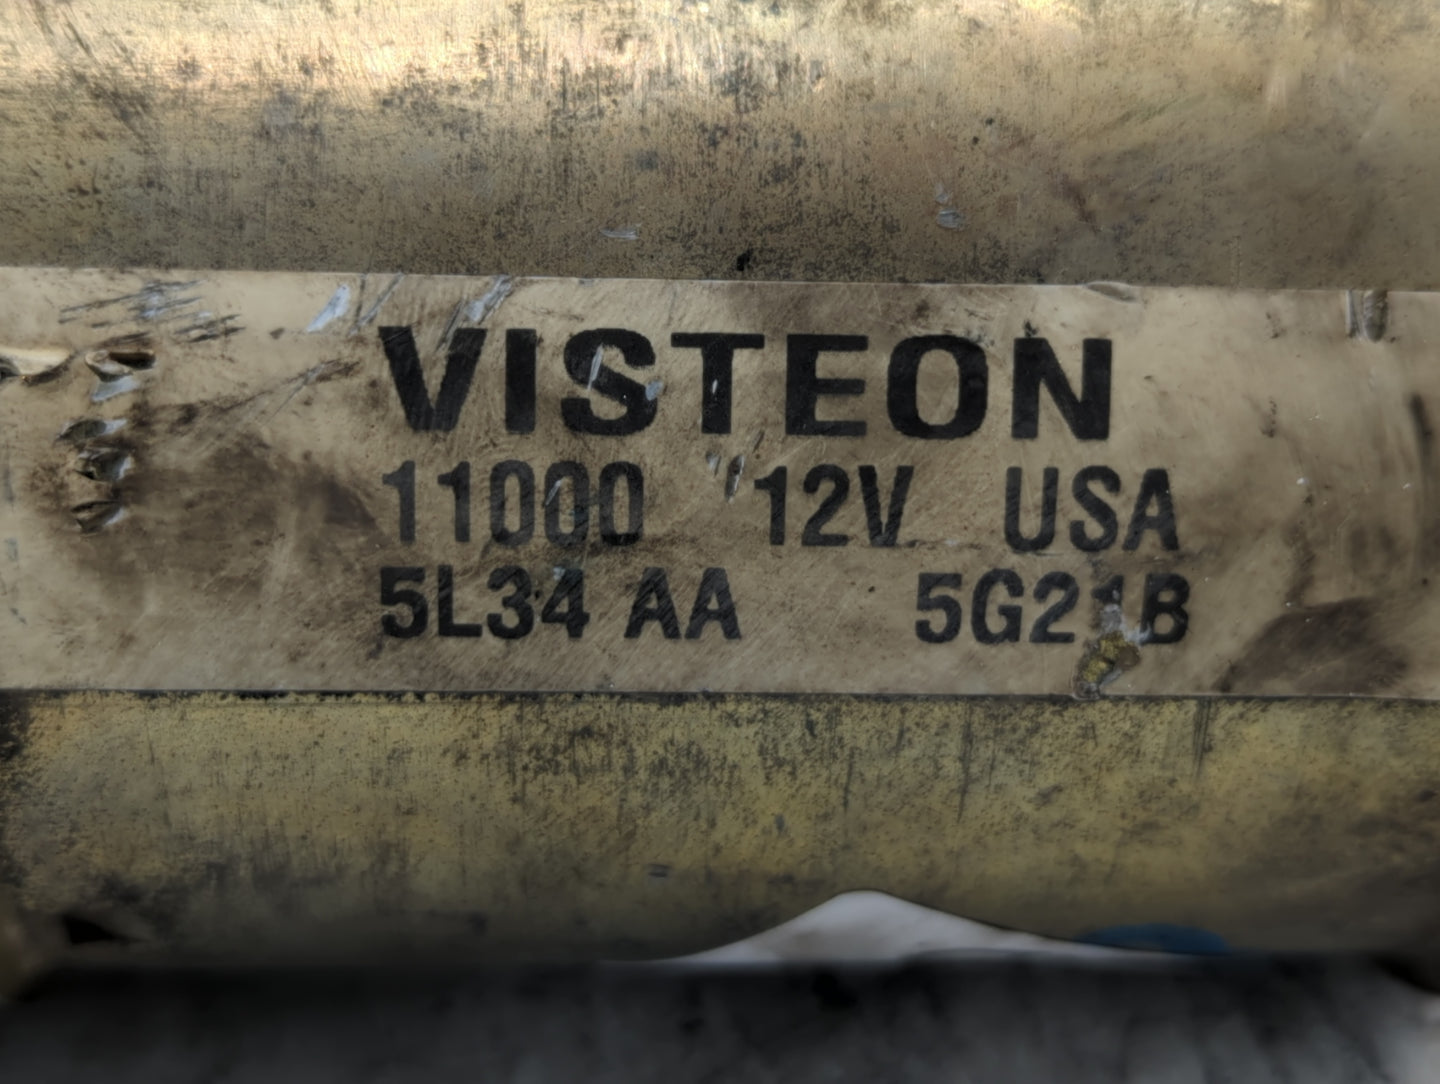 VISTEON
11000 12V USA
5L34 AA 5G21B